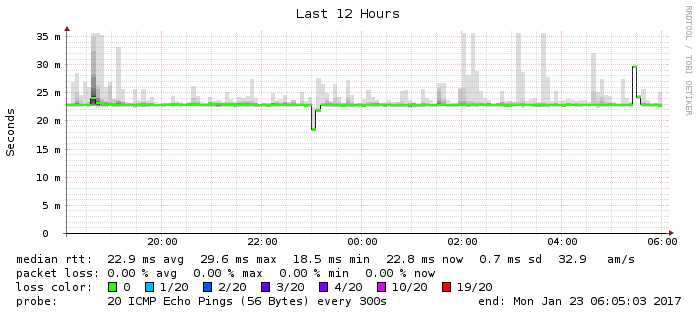 Last 12 Hours
RRDTOOL / TOBI OETIKER
Seconds
35 m
30 m
25 m
20 m
15 m
10 m
5 m
0
20:00 22:00 00:00 02:00 04:00 06:00
median rtt: 22.9 ms avg 29.6 ms max 18.5 ms min 22.8 ms now 0.7 ms sd 32.9 am/s
packet loss: 0.00 % avg 0.00 % max 0.00 % min 0.00 % now
loss color: 0 1/20 2/20 3/20 4/20 10/20 19/20
probe: 20 ICMP Echo Pings (56 Bytes) every 300s end: Mon Jan 23 06:05:03 2017